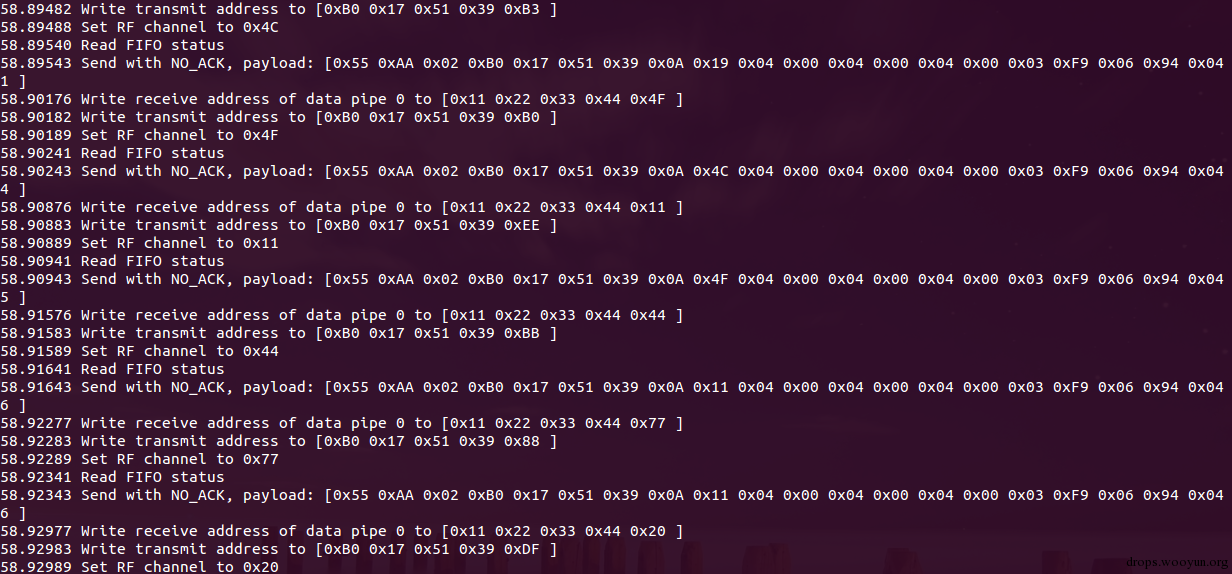 58.89482 Write transmit address to [0xB0 0x17 0x51 0x39 0xB3 ]
58.89488 Set RF channel to 0x4C
58.89540 Read FIFO status
58.89543 Send with NO_ACK, payload: [0x55 0xAA 0x02 0xB0 0x17 0x51 0x39 0x0A 0x19 0x04 0x00 0x04 0x00 0x04 0x00 0x03 0xF9 0x06 0x94 0x04
1 ]
58.90176 Write receive address of data pipe 0 to [0x11 0x22 0x33 0x44 0x4F ]
58.90182 Write transmit address to [0xB0 0x17 0x51 0x39 0xB0 ]
58.90189 Set RF channel to 0x4F
58.90241 Read FIFO status
58.90243 Send with NO_ACK, payload: [0x55 0xAA 0x02 0xB0 0x17 0x51 0x39 0x0A 0x4C 0x04 0x00 0x04 0x00 0x04 0x00 0x03 0xF9 0x06 0x94 0x04
4 ]
58.90876 Write receive address of data pipe 0 to [0x11 0x22 0x33 0x44 0x11 ]
58.90883 Write transmit address to [0xB0 0x17 0x51 0x39 0xEE ]
58.90889 Set RF channel to 0x11
58.90941 Read FIFO status
58.90943 Send with NO_ACK, payload: [0x55 0xAA 0x02 0xB0 0x17 0x51 0x39 0x0A 0x4F 0x04 0x00 0x04 0x00 0x04 0x00 0x03 0xF9 0x06 0x94 0x04
5 ]
58.91576 Write receive address of data pipe 0 to [0x11 0x22 0x33 0x44 0x44 ]
58.91583 Write transmit address to [0xB0 0x17 0x51 0x39 0xBB ]
58.91589 Set RF channel to 0x44
58.91641 Read FIFO status
58.91643 Send with NO_ACK, payload: [0x55 0xAA 0x02 0xB0 0x17 0x51 0x39 0x0A 0x11 0x04 0x00 0x04 0x00 0x04 0x00 0x03 0xF9 0x06 0x94 0x04
6 ]
58.92277 Write receive address of data pipe 0 to [0x11 0x22 0x33 0x44 0x77 ]
58.92283 Write transmit address to [0xB0 0x17 0x51 0x39 0x88 ]
58.92289 Set RF channel to 0x77
58.92341 Read FIFO status
58.92343 Send with NO_ACK, payload: [0x55 0xAA 0x02 0xB0 0x17 0x51 0x39 0x0A 0x11 0x04 0x00 0x04 0x00 0x04 0x00 0x03 0xF9 0x06 0x94 0x04
6 ]
58.92977 Write receive address of data pipe 0 to [0x11 0x22 0x33 0x44 0x20 ]
58.92983 Write transmit address to [0xB0 0x17 0x51 0x39 0xDF ]
58.92989 Set RF channel to 0x20
drops.wooyun.org